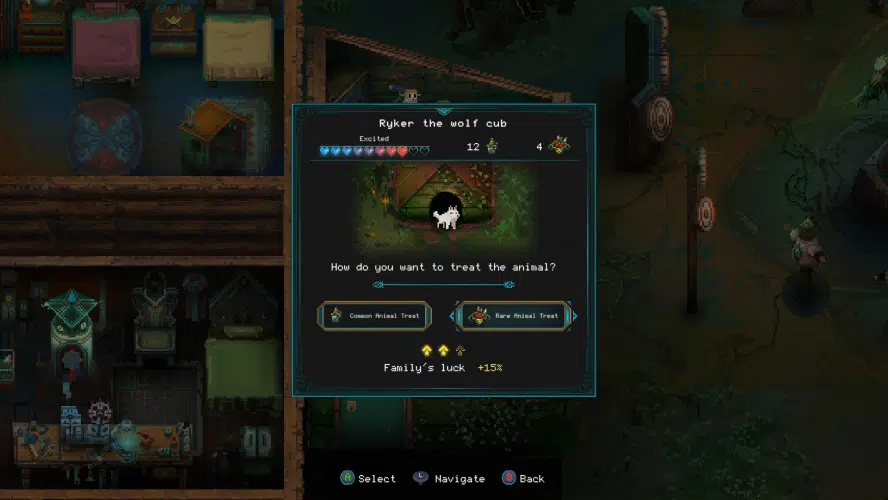 Ryker the wolf cub
Excited
12
4
How do you want to treat the animal?
Common Animal Treat
Rare Animal Treat
Family's luck +15%
A Select
Navigate
B Back